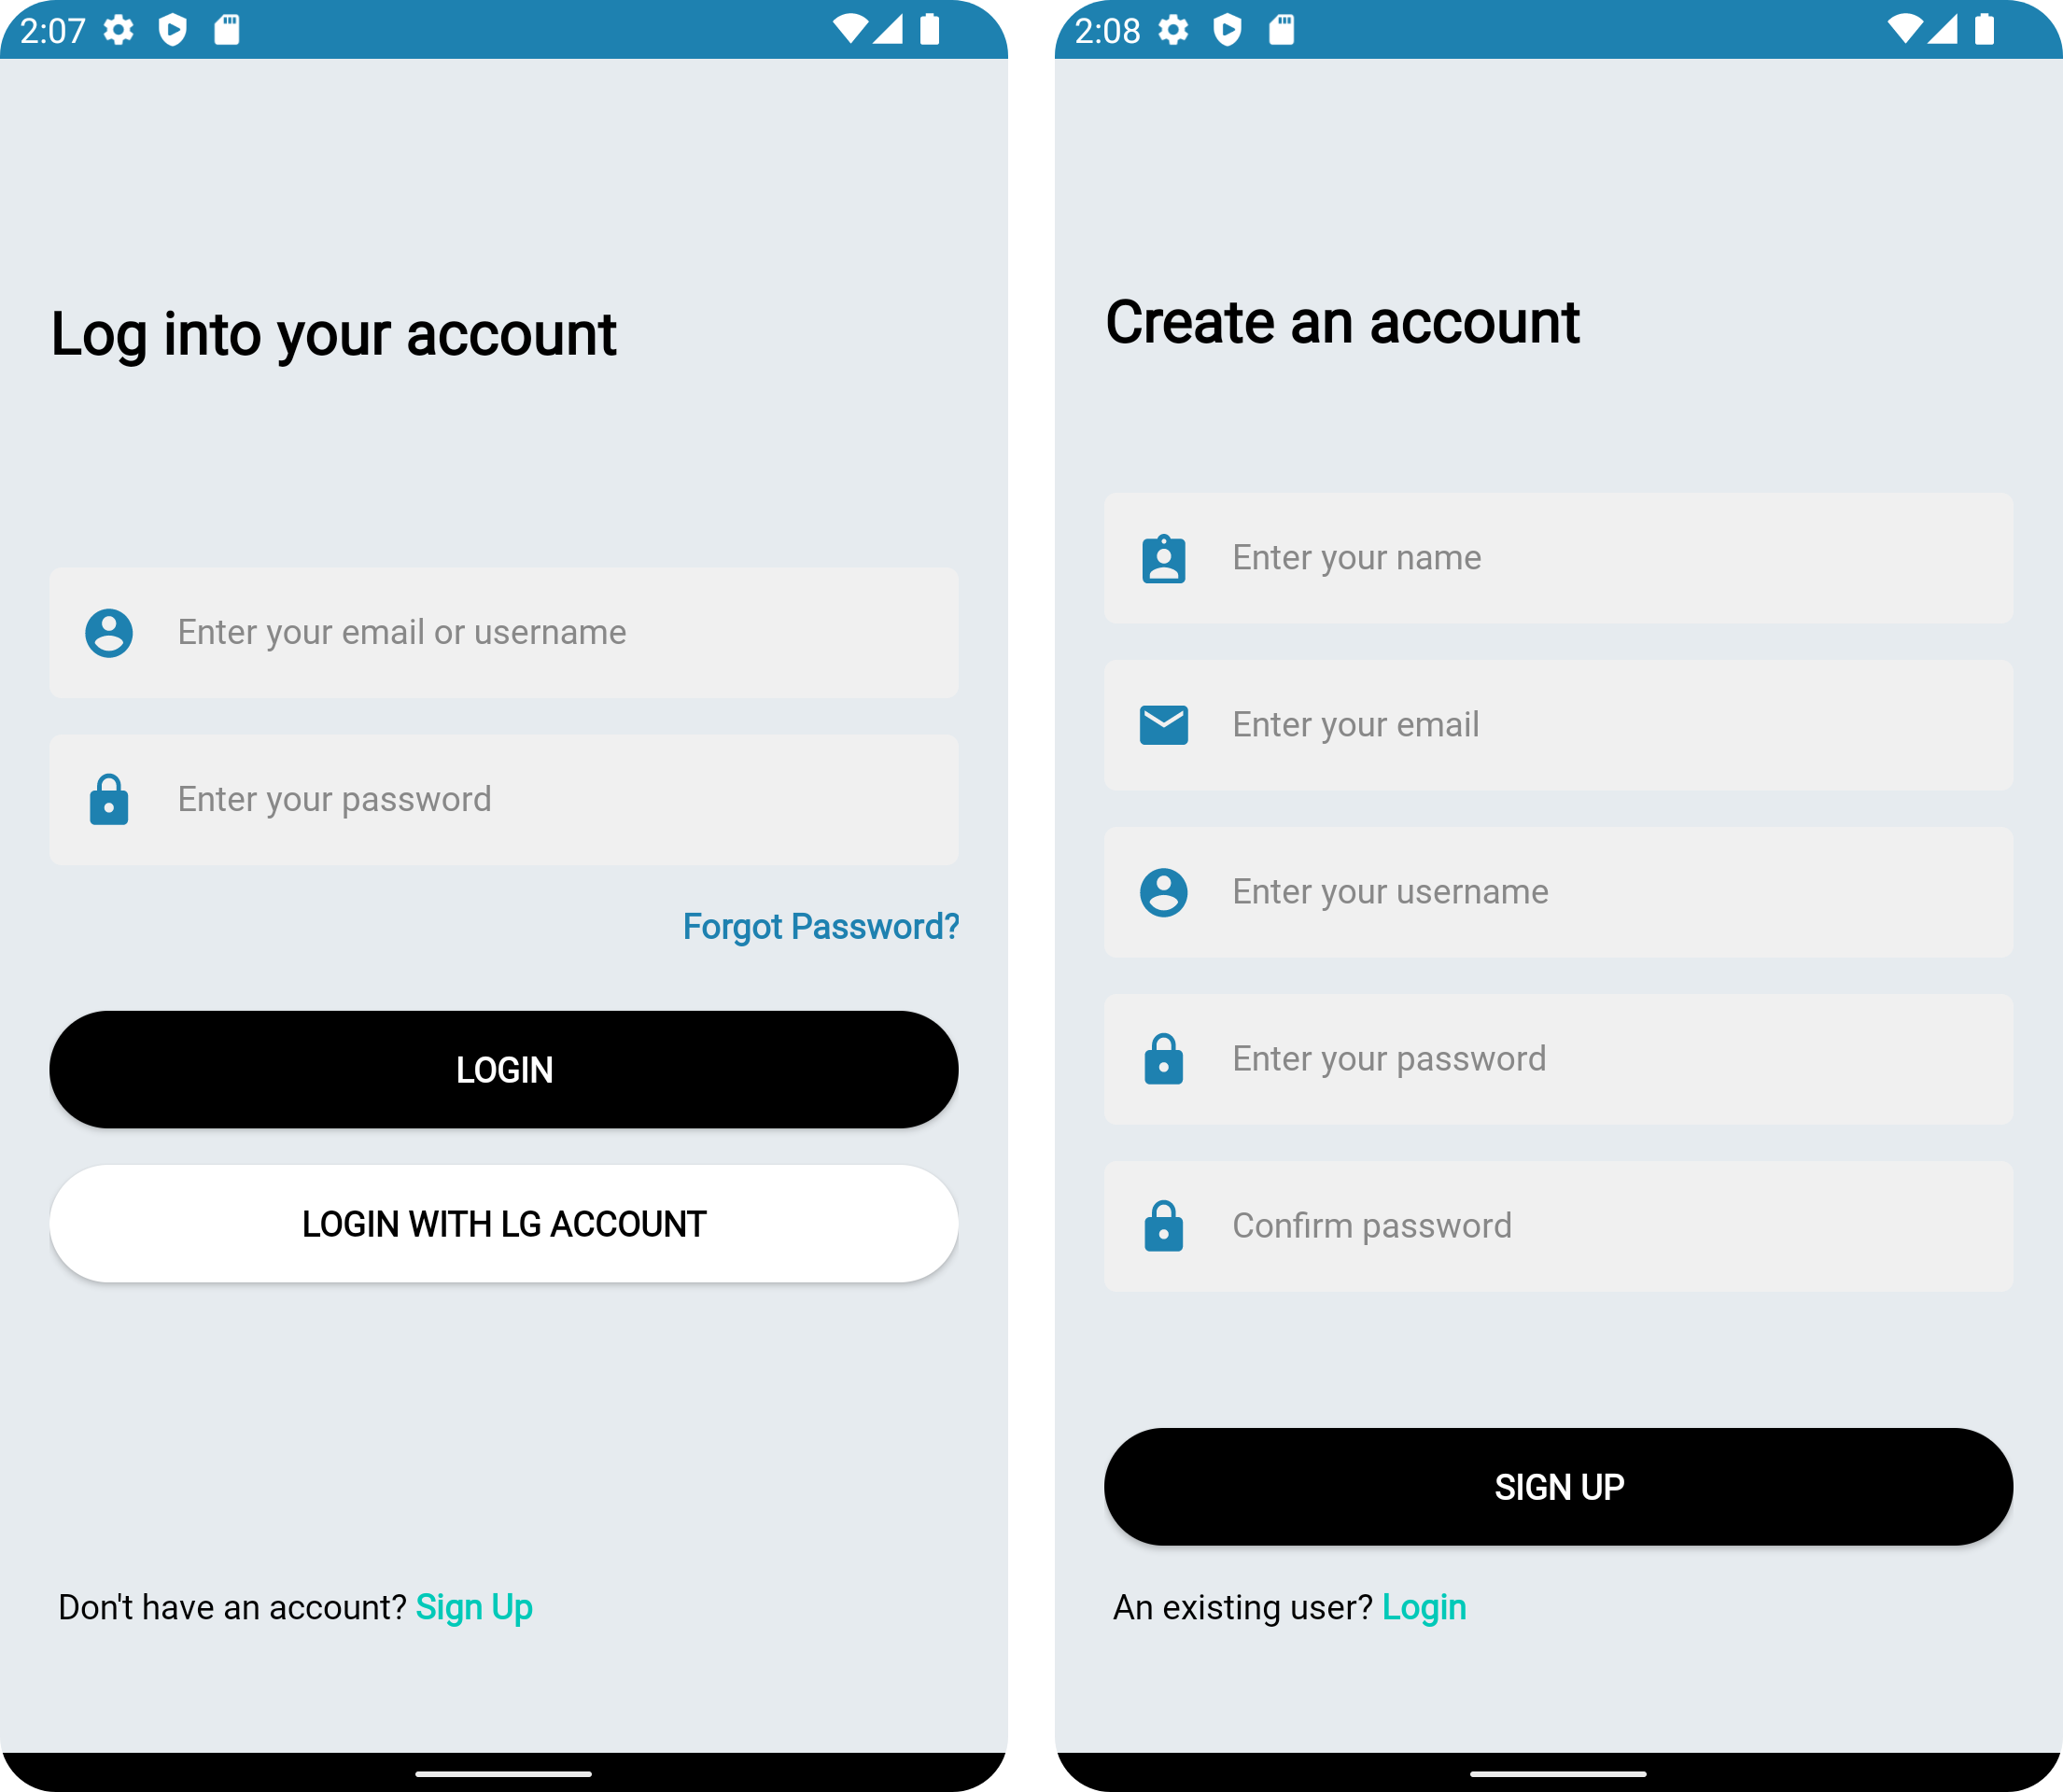 2:07
Log into your account
Enter your email or username
Enter your password
Forgot Password?
LOGIN
LOGIN WITH LG ACCOUNT
Don't have an account? Sign Up
2:08
Create an account
Enter your name
Enter your email
Enter your username
Enter your password
Confirm password
SIGN UP
An existing user? Login